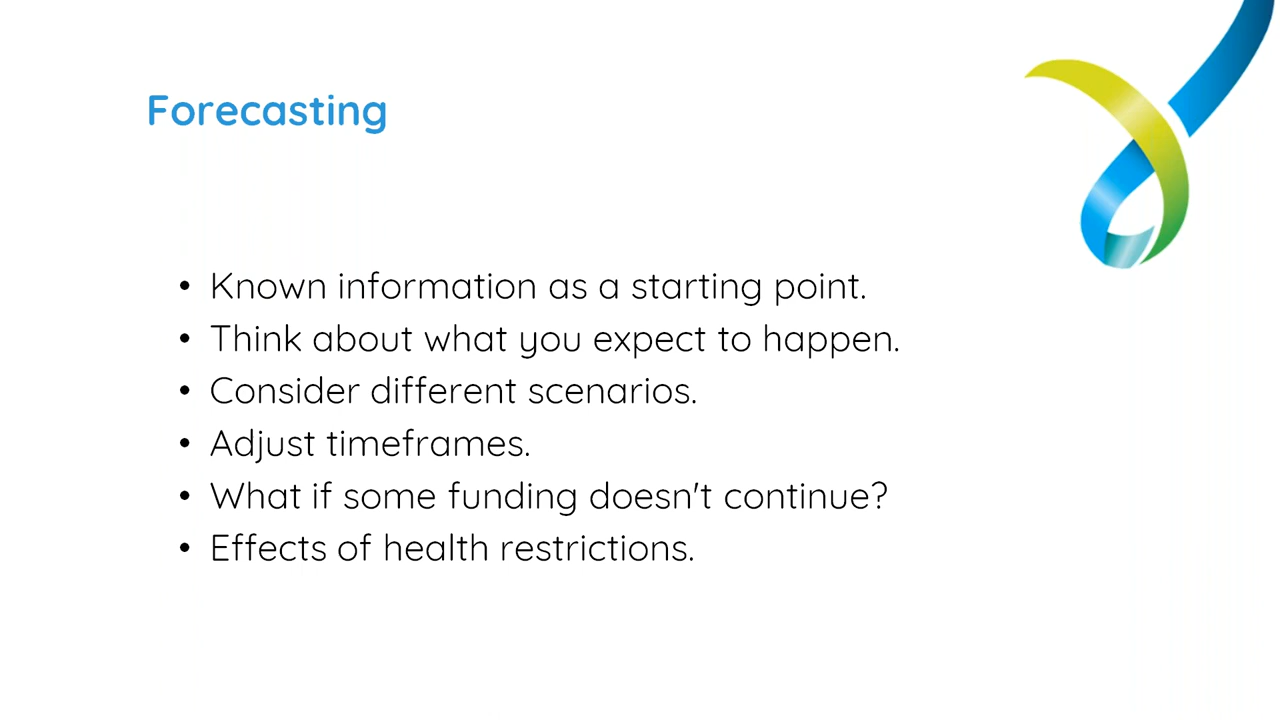 Forecasting
• Known information as a starting point.
• Think about what you expect to happen.
• Consider different scenarios.
• Adjust timeframes.
• What if some funding doesn't continue?
• Effects of health restrictions.